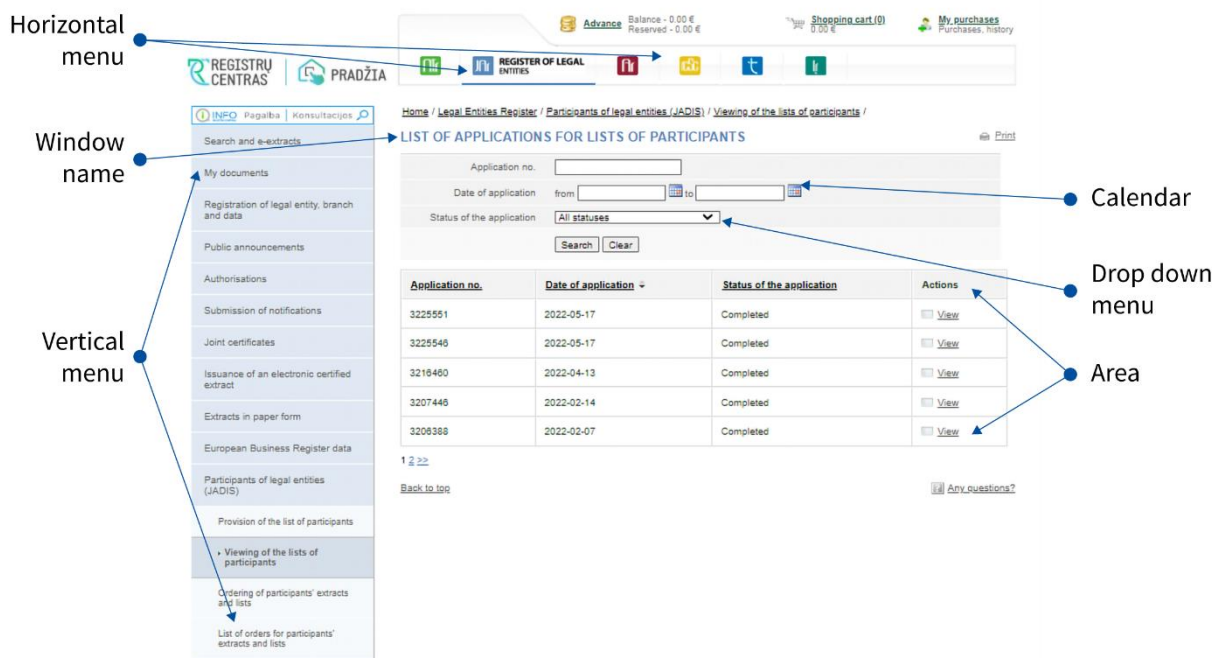 Horizontal
menu
Advance
Balance - 0.00 €
Reserved - 0.00 €
Shopping cart (0)
0.00 €
My purchases
Purchases, history
REGISTRŲ
CENTRAS
PRADŽIA
REGISTER OF LEGAL
ENTITIES
INFO Pagalba | Konsultacijos
Home / Legal Entities Register / Participants of legal entities (JADIS) / Viewing of the lists of participants /
Window
name
LIST OF APPLICATIONS FOR LISTS OF PARTICIPANTS
Print
Search and e-extracts
My documents
Registration of legal entity, branch
and data
Public announcements
Authorisations
Submission of notifications
Joint certificates
Issuance of an electronic certified
extract
Extracts in paper form
European Business Register data
Participants of legal entities
(JADIS)
Provision of the list of participants
Viewing of the lists of
participants
Ordering of participants' extracts
and lists
List of orders for participants'
extracts and lists
Vertical
menu
Application no.
Date of application from to
Status of the application All statuses
Search Clear
Calendar
Drop down
menu
Area
Application no. Date of application Status of the application Actions
3225551 2022-05-17 Completed View
3225546 2022-05-17 Completed View
3216460 2022-04-13 Completed View
3207446 2022-02-14 Completed View
3206388 2022-02-07 Completed View
1 2 >>
Back to top
Any questions?